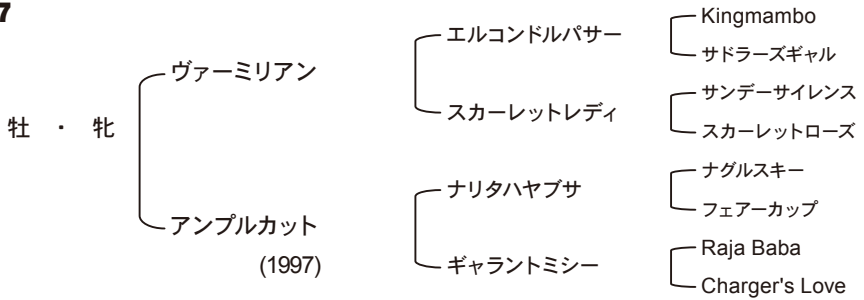 7
牡 ・ 牝
ヴァーミリアン
アンプルカット
(1997)
エルコンドルパサー
スカーレットレディ
ナリタハヤブサ
ギャラントミシー
Kingmambo
サドラーズギャル
サンデーサイレンス
スカーレットローズ
ナグルスキー
フェアーカップ
Raja Baba
Charger's Love